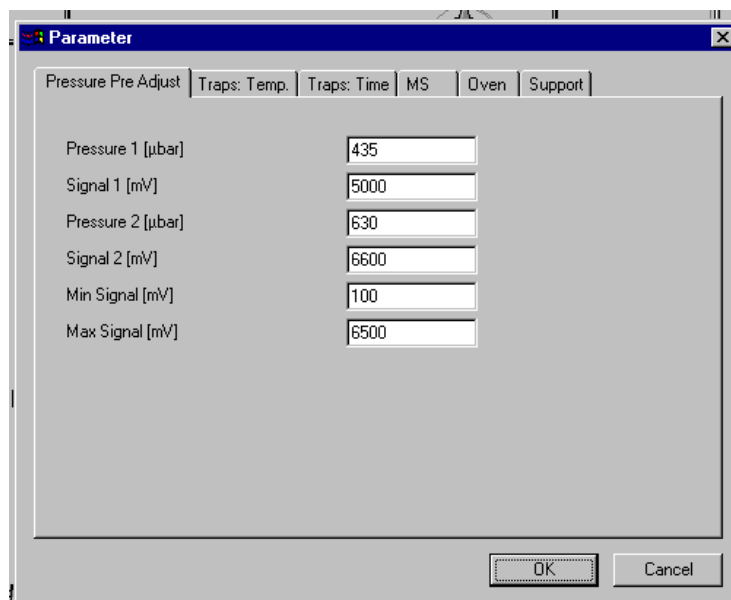 Parameter
Pressure Pre Adjust Traps: Temp. Traps: Time MS Oven Support
Pressure 1 [µbar] 435
Signal 1 [mV] 5000
Pressure 2 [µbar] 630
Signal 2 [mV] 6600
Min Signal [mV] 100
Max Signal [mV] 6500
OK Cancel